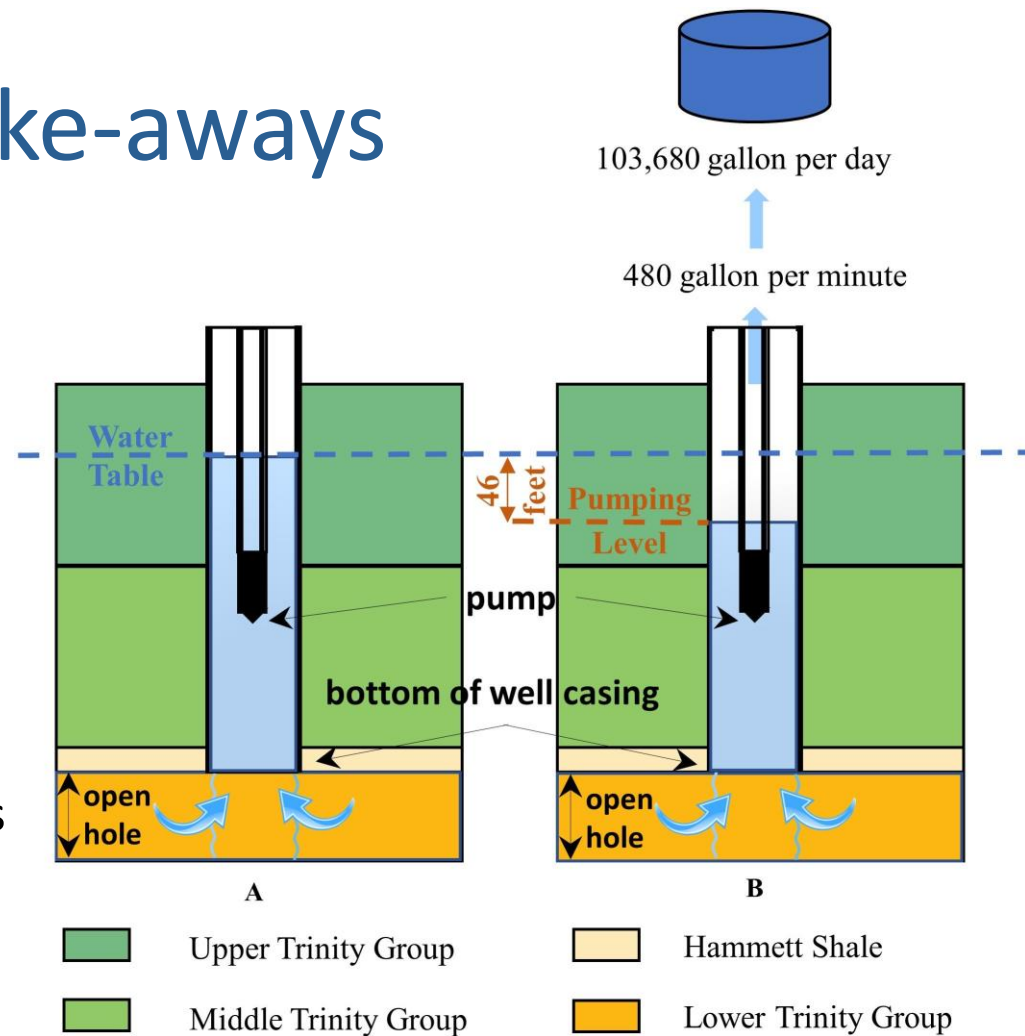 ke-aways
103,680 gallon per day
480 gallon per minute
Water
Table
46
feet
Pumping
Level
pump
bottom of well casing
s
open
hole
open
hole
A
B
Upper Trinity Group
Hammett Shale
Middle Trinity Group
Lower Trinity Group